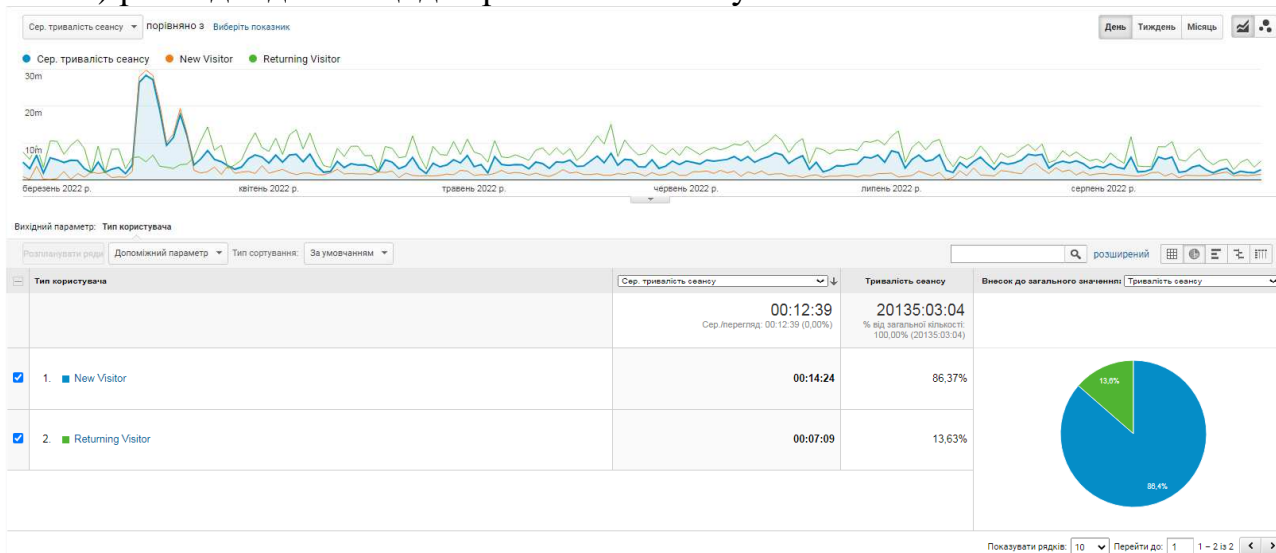 Сер. тривалість сеансу порівняно з Виберіть показник
День Тиждень Місяць
Сер. тривалість сеансу New Visitor Returning Visitor
30m
20m
10m
березень 2022 р. квітень 2022 р. травень 2022 р. червень 2022 р. липень 2022 р. серпень 2022 р.
Вихідний параметр: Тип користувача
Розпланувати ряди Допоміжний параметр Тип сортування: За умовчанням розширений
Тип користувача Сер. тривалість сеансу Тривалість сеансу Внесок до загального значення: Тривалість сеансу
00:12:39 20135:03:04
Сер./перегляд: 00:12:39 (0,00%) % від загальної кількості:
100,00% (20135:03:04)
1. New Visitor 00:14:24 86,37%
2. Returning Visitor 00:07:09 13,63%
13,6%
86,4%
Показувати рядків: 10 Перейти до: 1 1 – 2 із 2